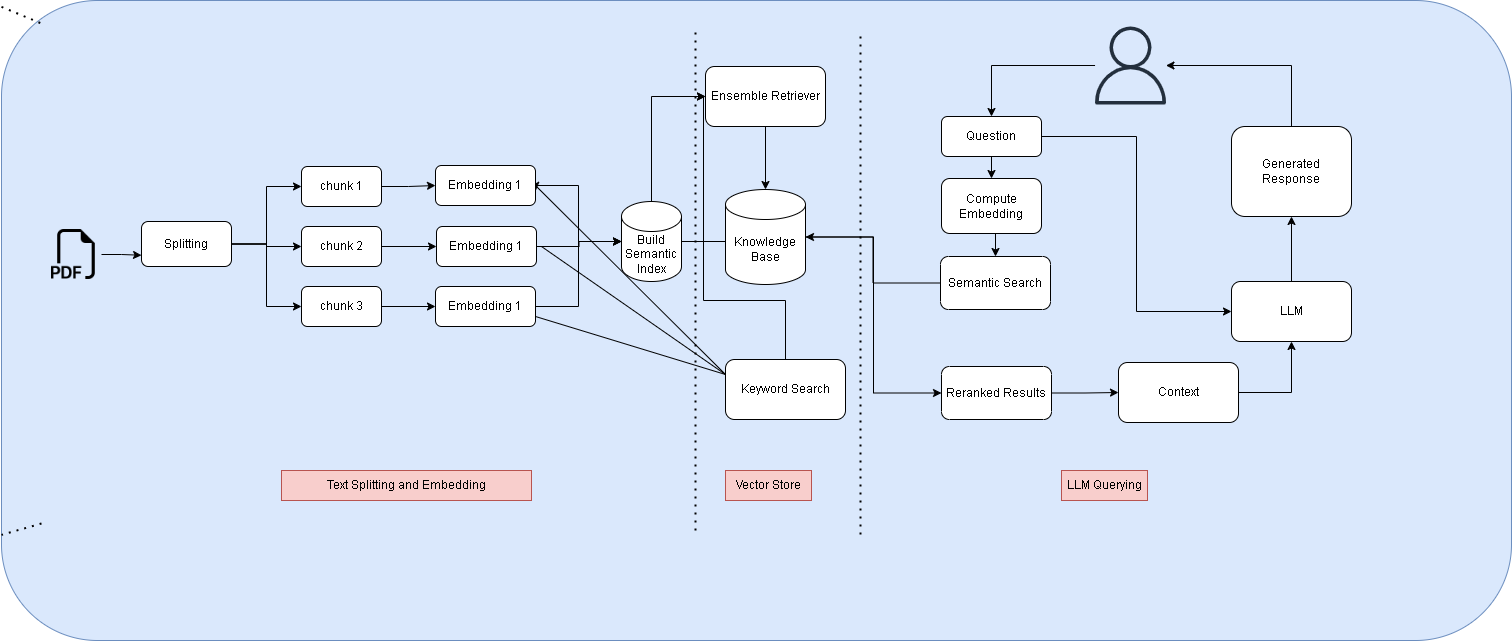 PDF
Splitting
chunk 1
chunk 2
chunk 3
Embedding 1
Embedding 1
Embedding 1
Build
Semantic
Index
Ensemble Retriever
Knowledge
Base
Keyword Search
Question
Compute
Embedding
Semantic Search
Reranked Results
Context
LLM
Generated
Response
Text Splitting and Embedding
Vector Store
LLM Querying